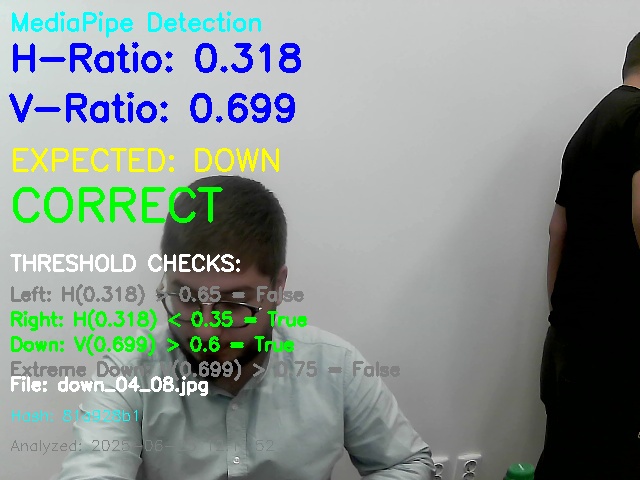 MediaPipe Detection
H-Ratio: 0.318
V-Ratio: 0.699
EXPECTED: DOWN
CORRECT
THRESHOLD CHECKS:
Left: H(0.318) > 0.65 = False
Right: H(0.318) < 0.35 = True
Down: V(0.699) > 0.6 = True
Extreme Down: V(0.699) > 0.75 = False
File: down_04_08.jpg
Hash:
Analyzed: